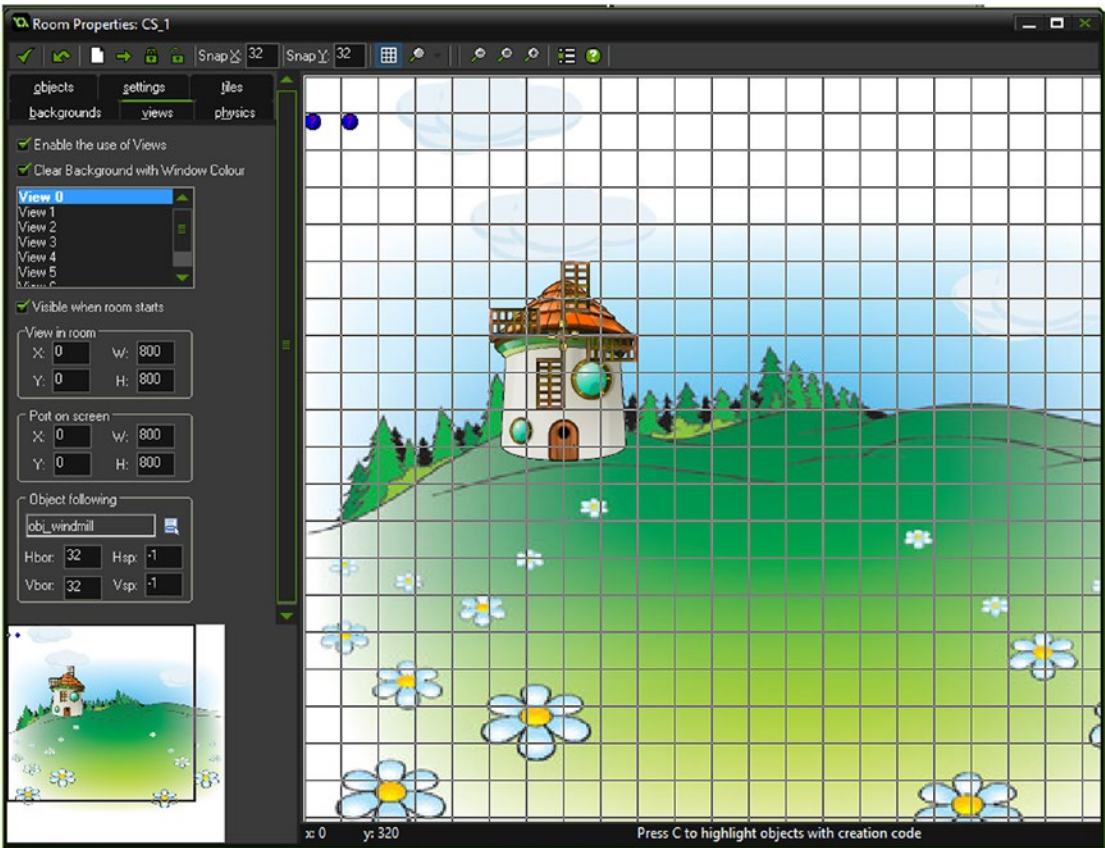 Room Properties: CS_1
Snap X: 32 Snap Y: 32
objects settings tiles
backgrounds views physics
Enable the use of Views
Clear Background with Window Colour
View 0
View 1
View 2
View 3
View 4
View 5
Visible when room starts
View in room
X: 0 W: 800
Y: 0 H: 800
Port on screen
X: 0 W: 800
Y: 0 H: 800
Object following
obj_windmill
Hbor: 32 Hsp: -1
Vbor: 32 Vsp: -1
x: 0 y: 320 Press C to highlight objects with creation code